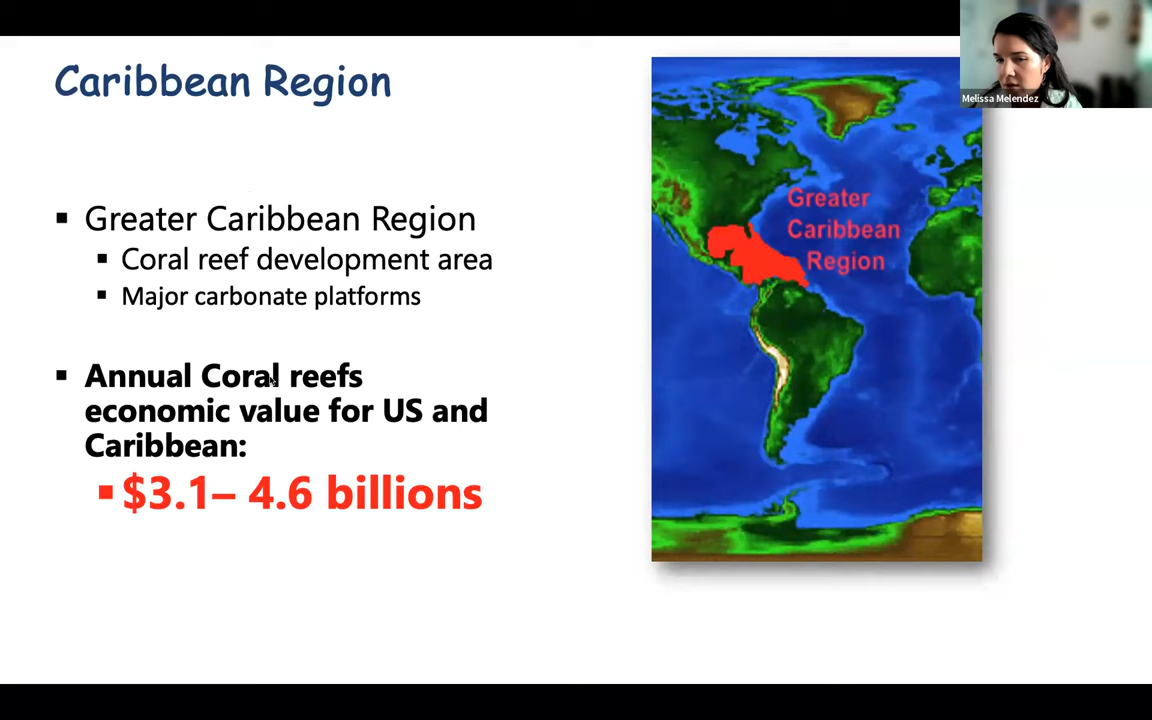 Caribbean Region
Melissa Melendez
▪ Greater Caribbean Region
▪ Coral reef development area
▪ Major carbonate platforms
▪ Annual Coral reefs
economic value for US and
Caribbean:
▪ $3.1– 4.6 billions
Greater
Caribbean
Region